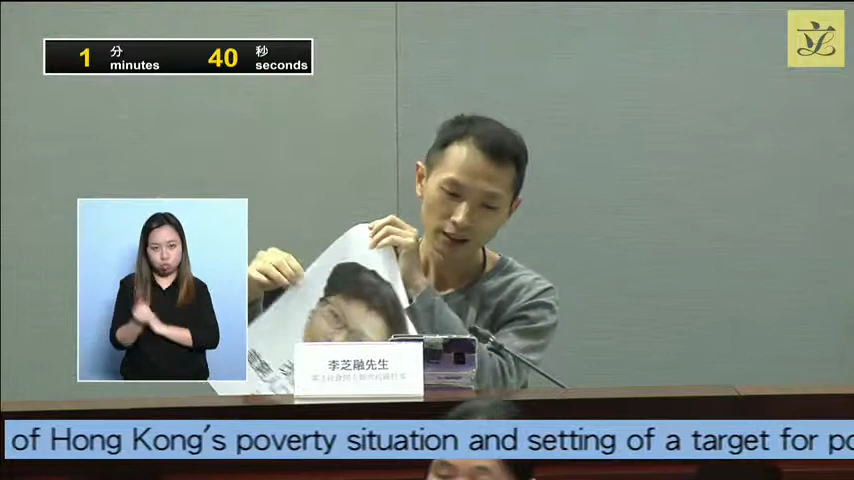 1 分 minutes 40 秒 seconds
李芝融先生
of Hong Kong's poverty situation and setting of a target for po